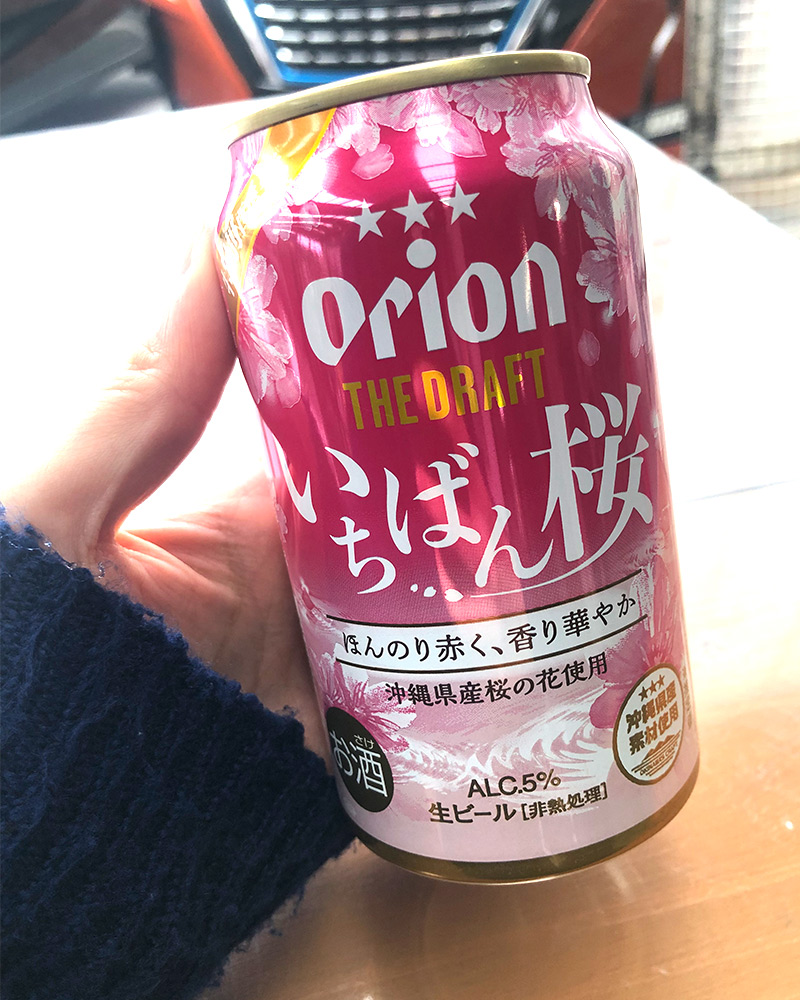 orion
THE DRAFT
いちばん桜
ほんのり赤く、香り華やか
沖縄県産桜の花使用
さけ
お酒
沖縄県産
素材使用
ALC.5%
生ビール[非熱処理]